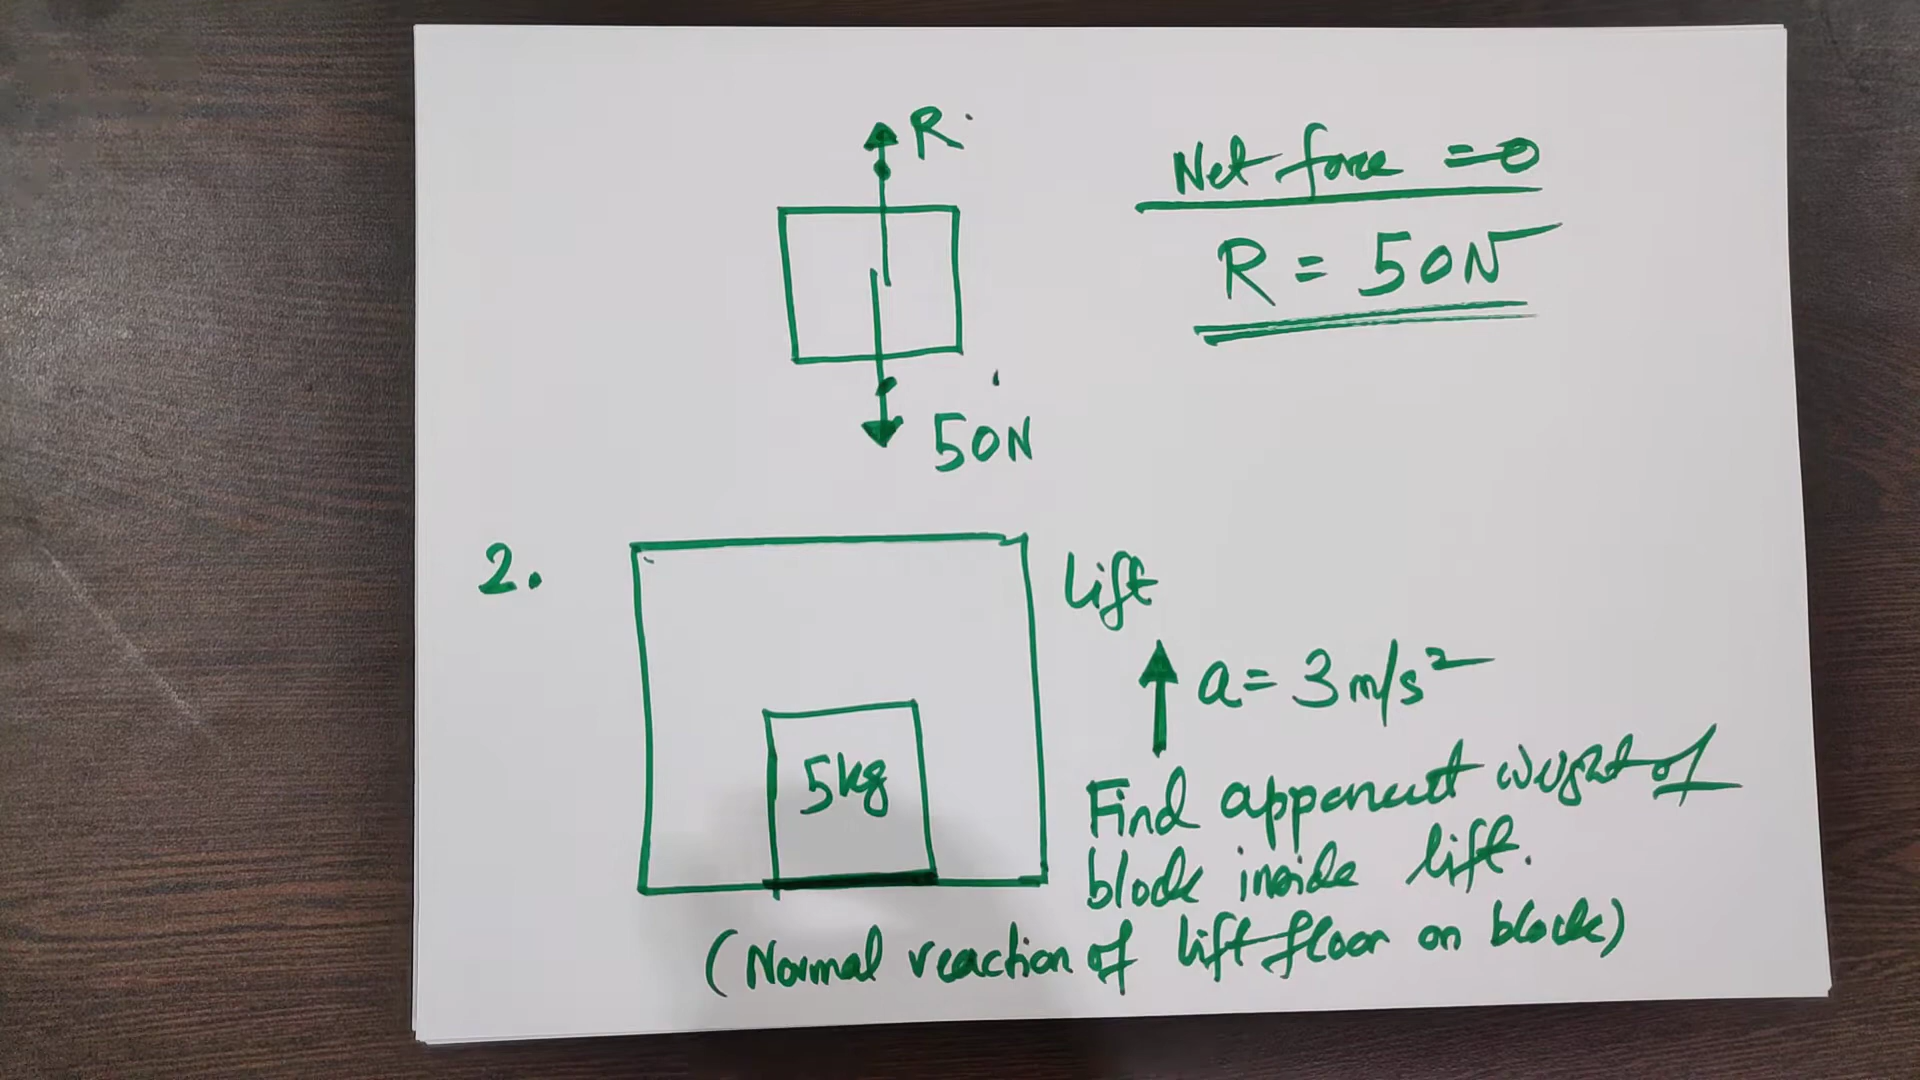 R
Net force = 0
R = 50N
50N
2.
Lift
a = 3 m/s²
5kg
Find apparent weight of
block inside lift.
(Normal reaction of lift floor on block)